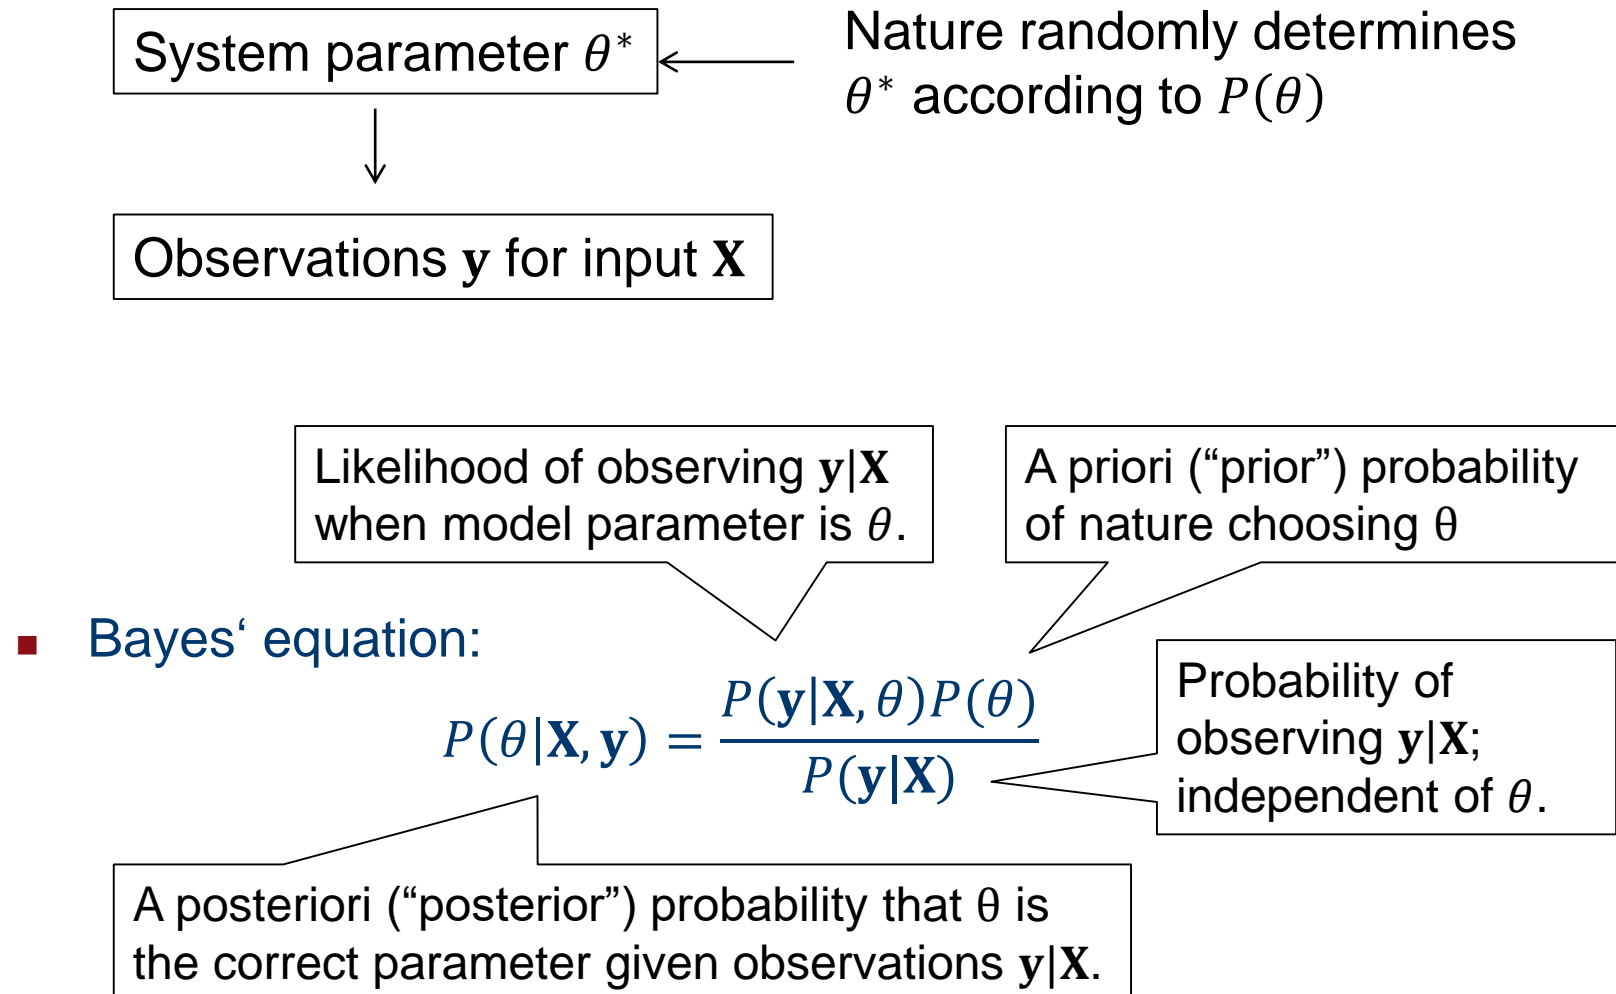 System parameter θ*
Nature randomly determines
θ* according to P(θ)
Observations y for input X
Likelihood of observing y|X
when model parameter is θ.
A priori (“prior”) probability
of nature choosing θ
▪ Bayes‘ equation:
P(θ|X, y) = P(y|X, θ)P(θ) / P(y|X)
Probability of
observing y|X;
independent of θ.
A posteriori (“posterior”) probability that θ is
the correct parameter given observations y|X.